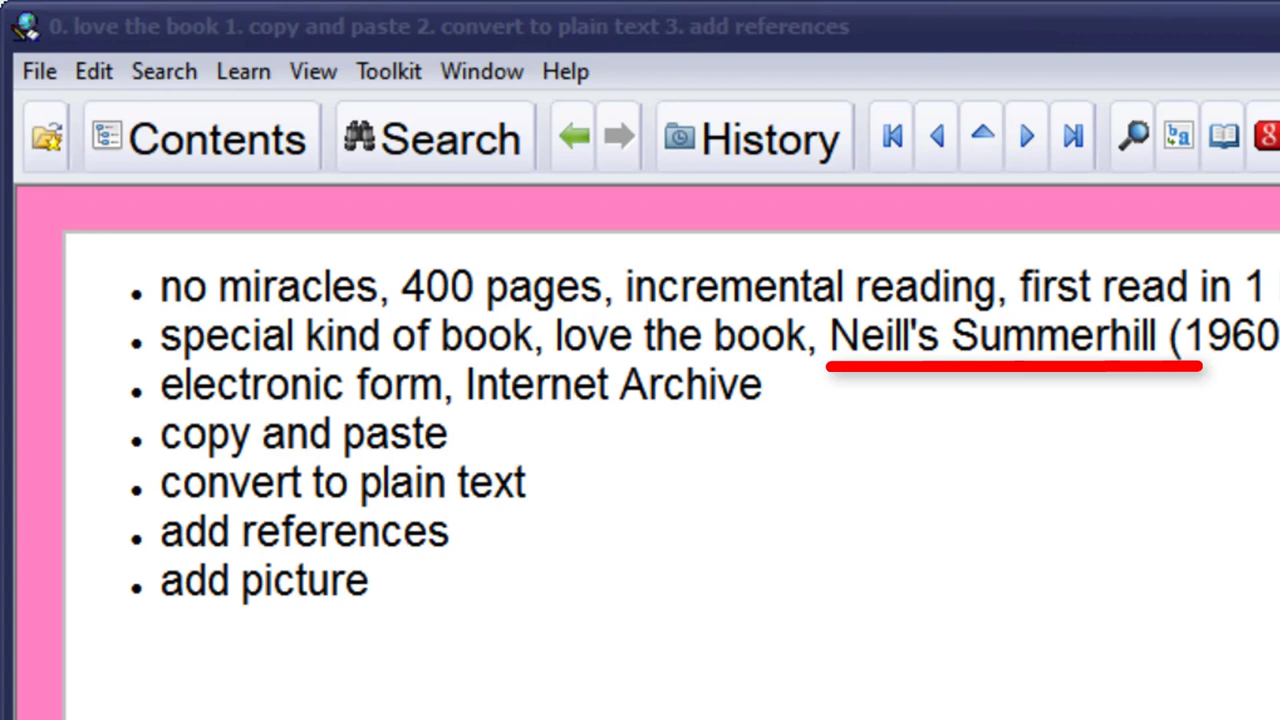 0. love the book 1. copy and paste 2. convert to plain text 3. add references
File Edit Search Learn View Toolkit Window Help
Contents Search History 8
no miracles, 400 pages, incremental reading, first read in 1
special kind of book, love the book, Neill's Summerhill (1960
electronic form, Internet Archive
copy and paste
convert to plain text
add references
add picture